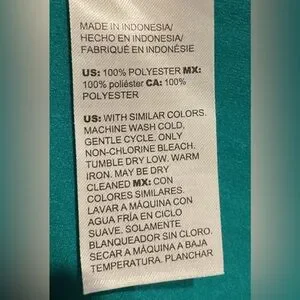 MADE IN INDONESIA/
HECHO EN INDONESIA/
FABRIQUÉ EN INDONÉSIE
US: 100% POLYESTER MX:
100% poliéster CA: 100%
POLYESTER
US: WITH SIMILAR COLORS.
MACHINE WASH COLD,
GENTLE CYCLE, ONLY
NON-CHLORINE BLEACH.
TUMBLE DRY LOW. WARM
IRON. MAY BE DRY
CLEANED MX: CON
COLORES SIMILARES.
LAVAR A MÁQUINA CON
AGUA FRÍA EN CICLO
SUAVE. SOLAMENTE
BLANQUEADOR SIN CLORO.
SECAR A MÁQUINA A BAJA
TEMPERATURA. PLANCHAR